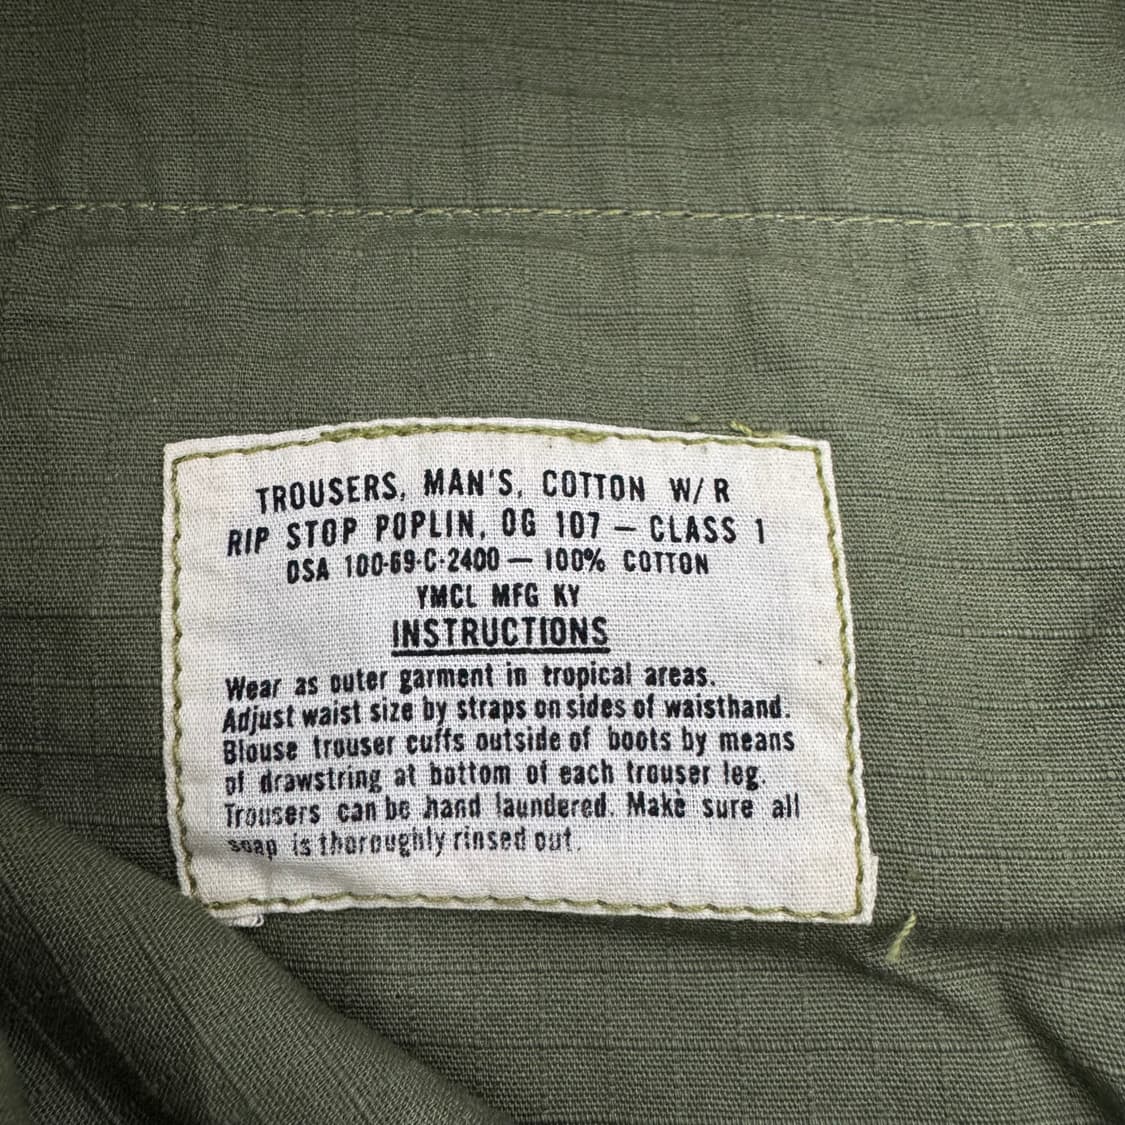 TROUSERS, MAN'S, COTTON W/R
RIP STOP POPLIN, OG 107 — CLASS 1
DSA 100-69-C-2400 — 100% COTTON
YMCL MFG KY
INSTRUCTIONS
Wear as outer garment in tropical areas.
Adjust waist size by straps on sides of waisthand.
Blouse trouser cuffs outside of boots by means
of drawstring at bottom of each trouser leg.
Trousers can be hand laundered. Make sure all
soap is thoroughly rinsed out.